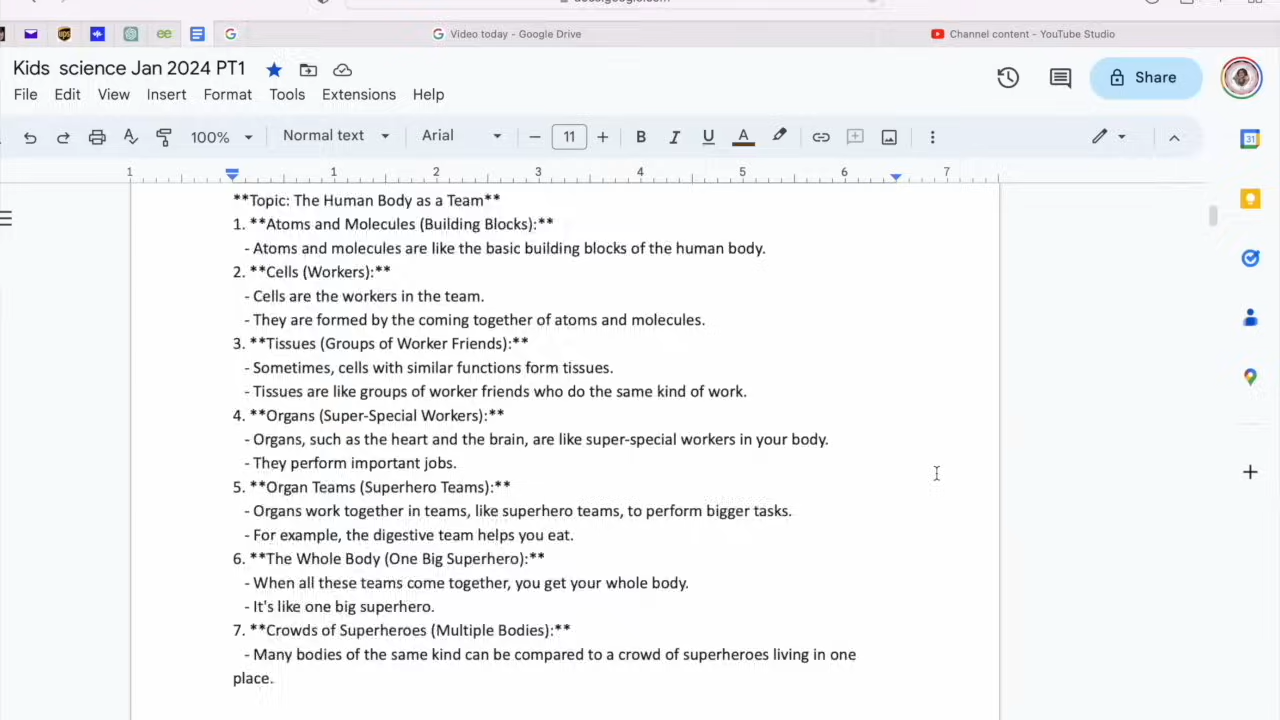 Video today - Google Drive
Channel content - YouTube Studio
Kids science Jan 2024 PT1
Share
File Edit View Insert Format Tools Extensions Help
100% Normal text Arial 11 B I U A
1 1 2 3 4 5 6 7
**Topic: The Human Body as a Team**
1. **Atoms and Molecules (Building Blocks):**
- Atoms and molecules are like the basic building blocks of the human body.
2. **Cells (Workers):**
- Cells are the workers in the team.
- They are formed by the coming together of atoms and molecules.
3. **Tissues (Groups of Worker Friends):**
- Sometimes, cells with similar functions form tissues.
- Tissues are like groups of worker friends who do the same kind of work.
4. **Organs (Super-Special Workers):**
- Organs, such as the heart and the brain, are like super-special workers in your body.
- They perform important jobs.
5. **Organ Teams (Superhero Teams):**
- Organs work together in teams, like superhero teams, to perform bigger tasks.
- For example, the digestive team helps you eat.
6. **The Whole Body (One Big Superhero):**
- When all these teams come together, you get your whole body.
- It's like one big superhero.
7. **Crowds of Superheroes (Multiple Bodies):**
- Many bodies of the same kind can be compared to a crowd of superheroes living in one
place.